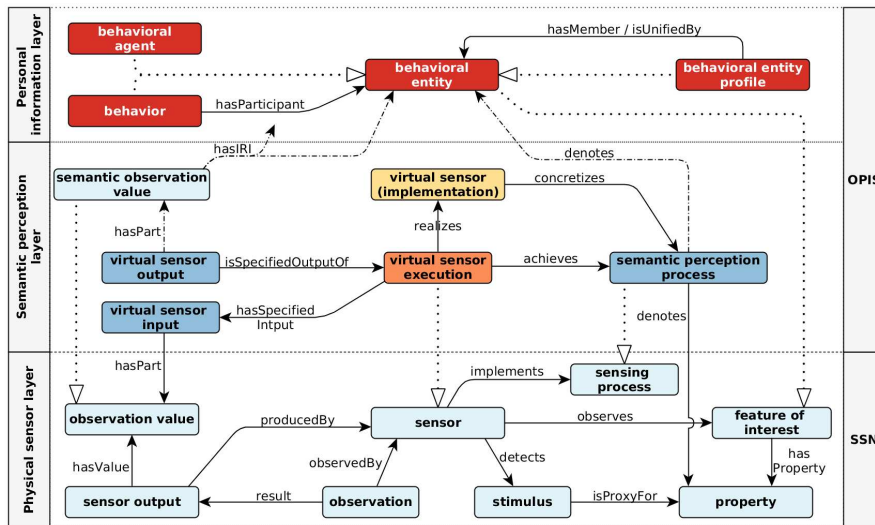 Personal
information layer
behavioral
agent
behavior
hasParticipant
behavioral
entity
hasMember / isUnifiedBy
behavioral entity
profile
hasIRI
denotes
OPIS
Semantic perception
layer
semantic observation
value
virtual sensor
(implementation)
concretizes
hasPart
realizes
virtual sensor
output
isSpecifiedOutputOf
virtual sensor
execution
achieves
semantic perception
process
virtual sensor
input
hasSpecified
Intput
denotes
Physical sensor layer
hasPart
implements
sensing
process
observation value
producedBy
sensor
observes
feature of
interest
SSN
hasValue
observedBy
detects
has
Property
sensor output
result
observation
stimulus
isProxyFor
property